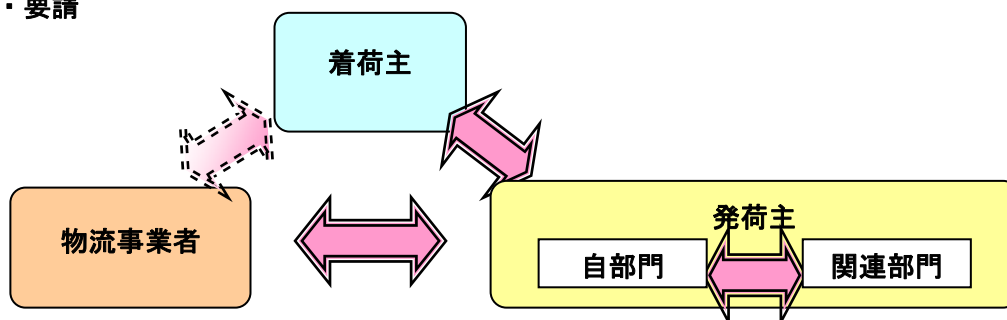 ・要請
着荷主
物流事業者
発荷主
自部門
関連部門